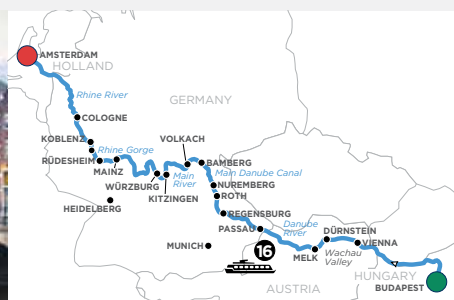 AMSTERDAM
HOLLAND
Rhine River
COLOGNE
GERMANY
KOBLENZ
Rhine Gorge
VOLKACH
RÜDESHEIM
MAINZ
BAMBERG
Main Danube Canal
WÜRZBURG
Main
River
NUREMBERG
KITZINGEN
ROTH
HEIDELBERG
REGENSBURG
PASSAU
Danube
River
DÜRNSTEIN
MUNICH
16
VIENNA
MELK
Wachau
Valley
HUNGARY
AUSTRIA
BUDAPEST